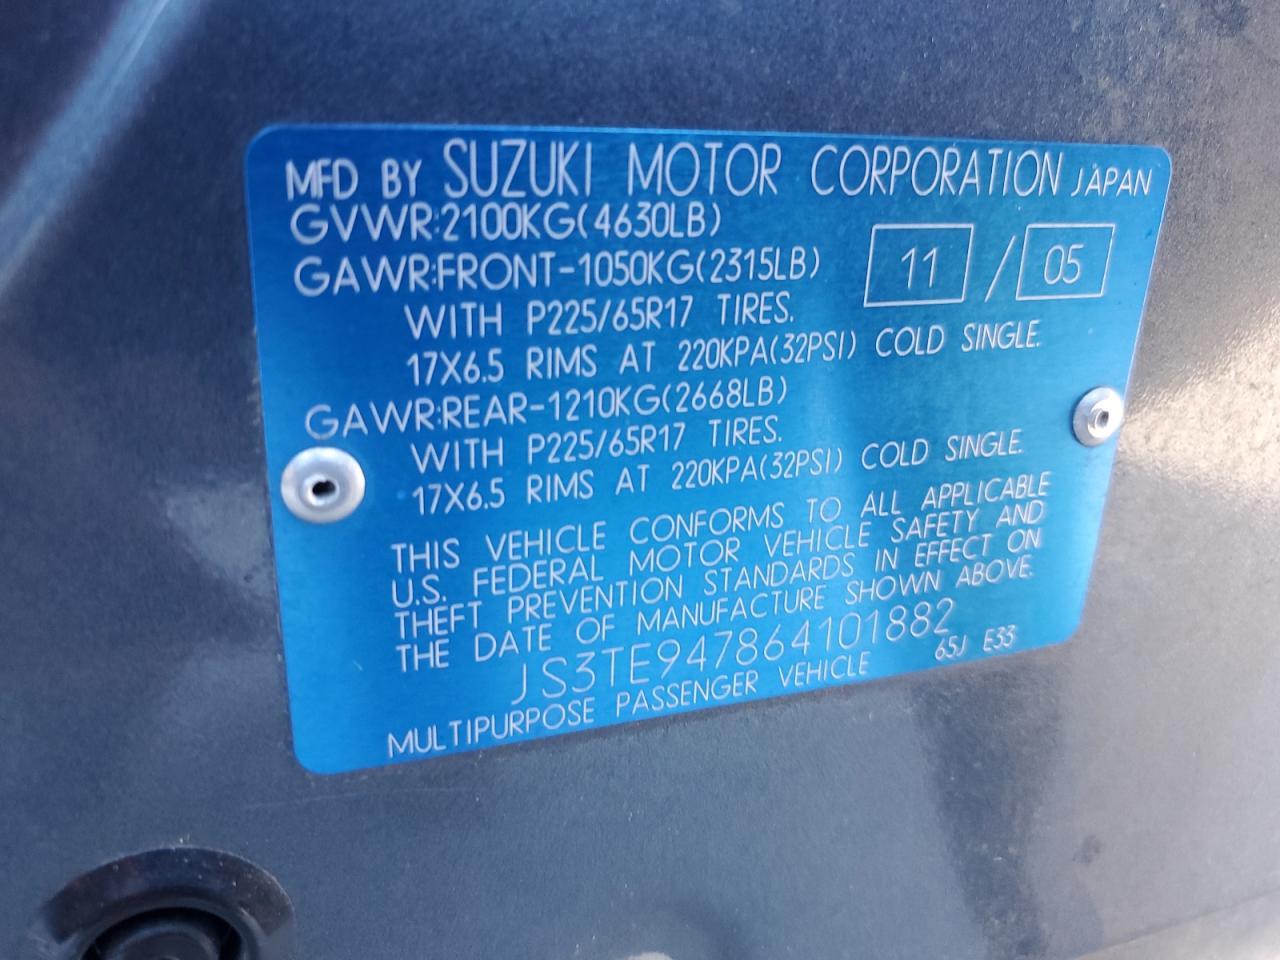 MFD BY SUZUKI MOTOR CORPORATION JAPAN
GVWR:2100KG(4630LB)
GAWR:FRONT-1050KG(2315LB) 11 / 05
WITH P225/65R17 TIRES.
17X6.5 RIMS AT 220KPA(32PSI) COLD SINGLE.
GAWR:REAR-1210KG(2668LB)
WITH P225/65R17 TIRES.
17X6.5 RIMS AT 220KPA(32PSI) COLD SINGLE.
THIS VEHICLE CONFORMS TO ALL APPLICABLE
U.S. FEDERAL MOTOR VEHICLE SAFETY AND
THEFT PREVENTION STANDARDS IN EFFECT ON
THE DATE OF MANUFACTURE SHOWN ABOVE.
JS3TE947864101882
MULTIPURPOSE PASSENGER VEHICLE 65J E33